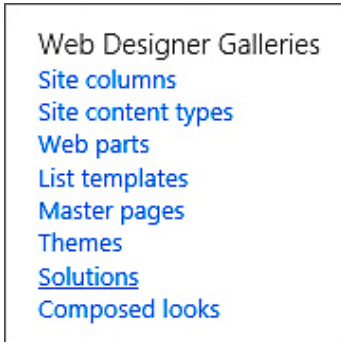 Web Designer Galleries
Site columns
Site content types
Web parts
List templates
Master pages
Themes
Solutions
Composed looks